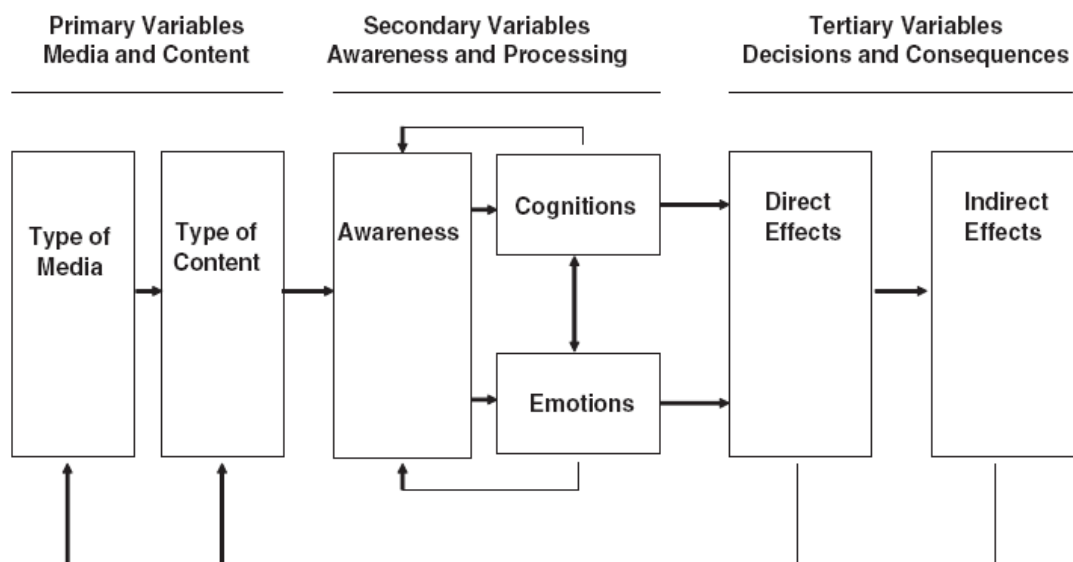 Primary Variables
Media and Content
Secondary Variables
Awareness and Processing
Tertiary Variables
Decisions and Consequences
Type of
Media
Type of
Content
Awareness
Cognitions
Emotions
Direct
Effects
Indirect
Effects